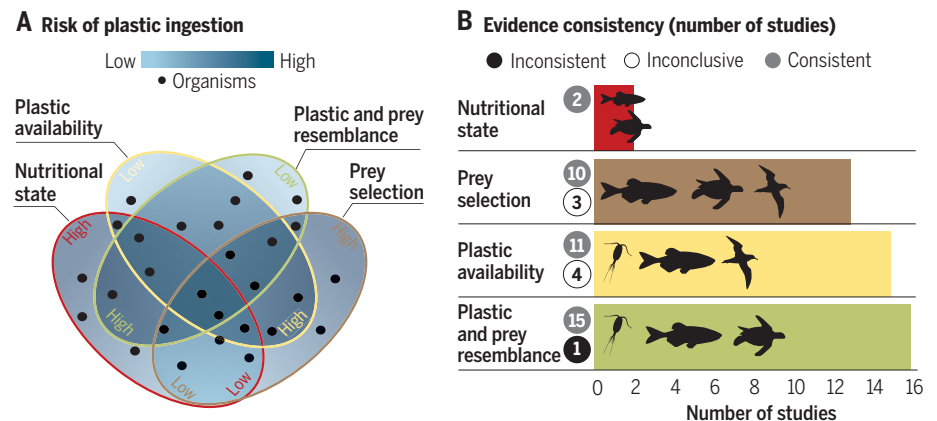 A Risk of plastic ingestion
Low High
Organisms
Plastic
availability
Plastic and prey
resemblance
Nutritional
state
Prey
selection
Low
Low
High
High
High
High
Low
Low
B Evidence consistency (number of studies)
Inconsistent Inconclusive Consistent
Nutritional
state
2
Prey
selection
10
3
Plastic
availability
11
4
Plastic
and prey
resemblance
15
1
0 2 4 6 8 10 12 14 16
Number of studies